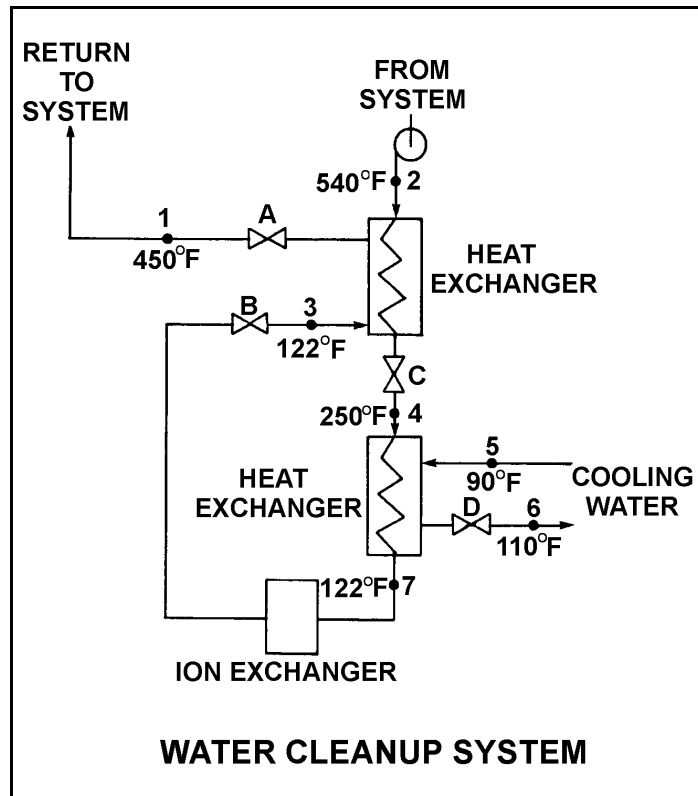 RETURN
TO
SYSTEM
FROM
SYSTEM
540°F 2
1
A
450°F
HEAT
EXCHANGER
B
3
122°F
C
250°F 4
5
90°F
COOLING
WATER
HEAT
EXCHANGER
D
6
110°F
122°F 7
ION EXCHANGER
WATER CLEANUP SYSTEM